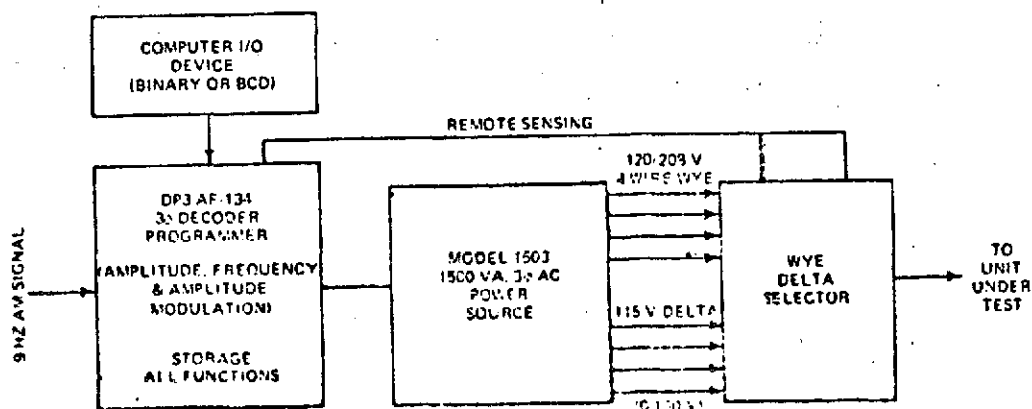 COMPUTER I/O
DEVICE
(BINARY OR BCD)
REMOTE SENSING
9 HZ AM SIGNAL
DP3 AF-134
3ø DECODER
PROGRAMMER
(AMPLITUDE, FREQUENCY
& AMPLITUDE
MODULATION)
STORAGE
ALL FUNCTIONS
MODEL 1503
1500 VA, 3ø AC
POWER
SOURCE
120/208 V
4 WIRE WYE
115 V DELTA
WYE
DELTA
SELECTOR
TO
UNIT
UNDER
TEST